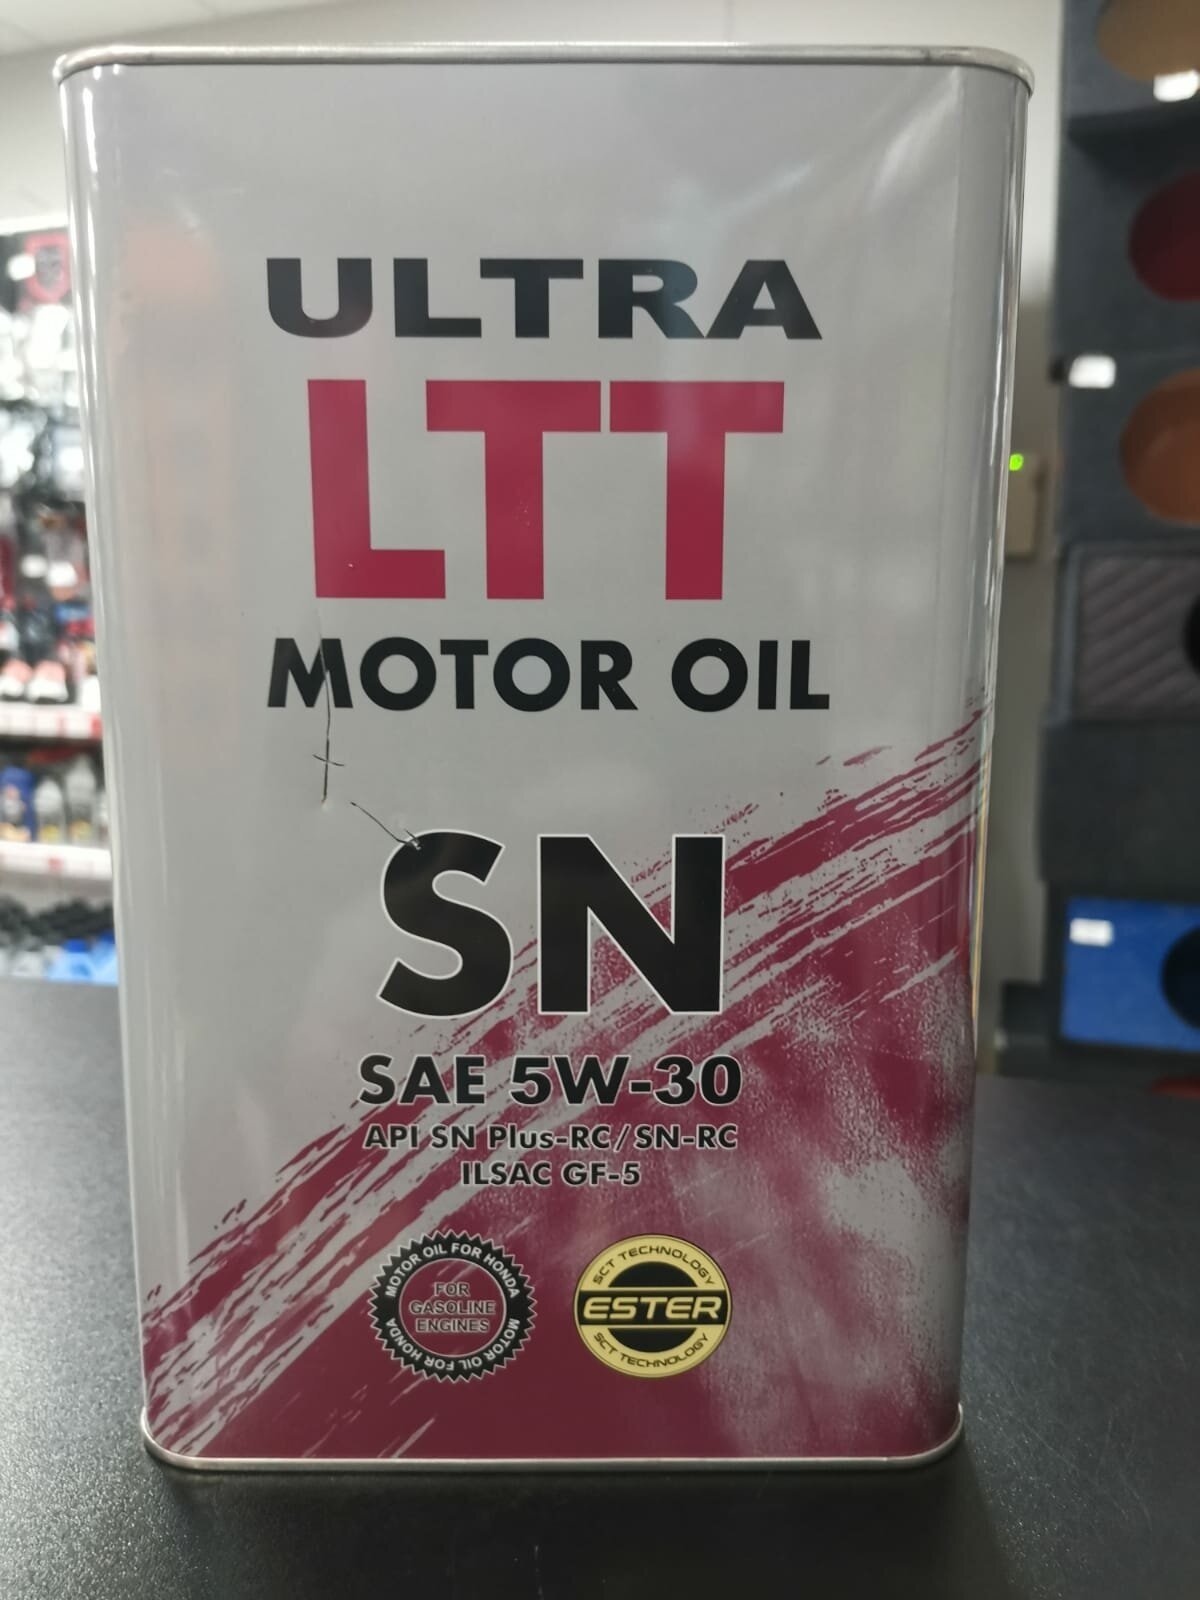 ULTRA
LTT
MOTOR OIL
SN
SAE 5W-30
API SN Plus-RC/SN-RC
ILSAC GF-5
MOTOR OIL FOR HONDA
FOR
GASOLINE
ENGINES
MOTOR OIL FOR HONDA
SCT TECHNOLOGY
ESTER
SCT TECHNOLOGY